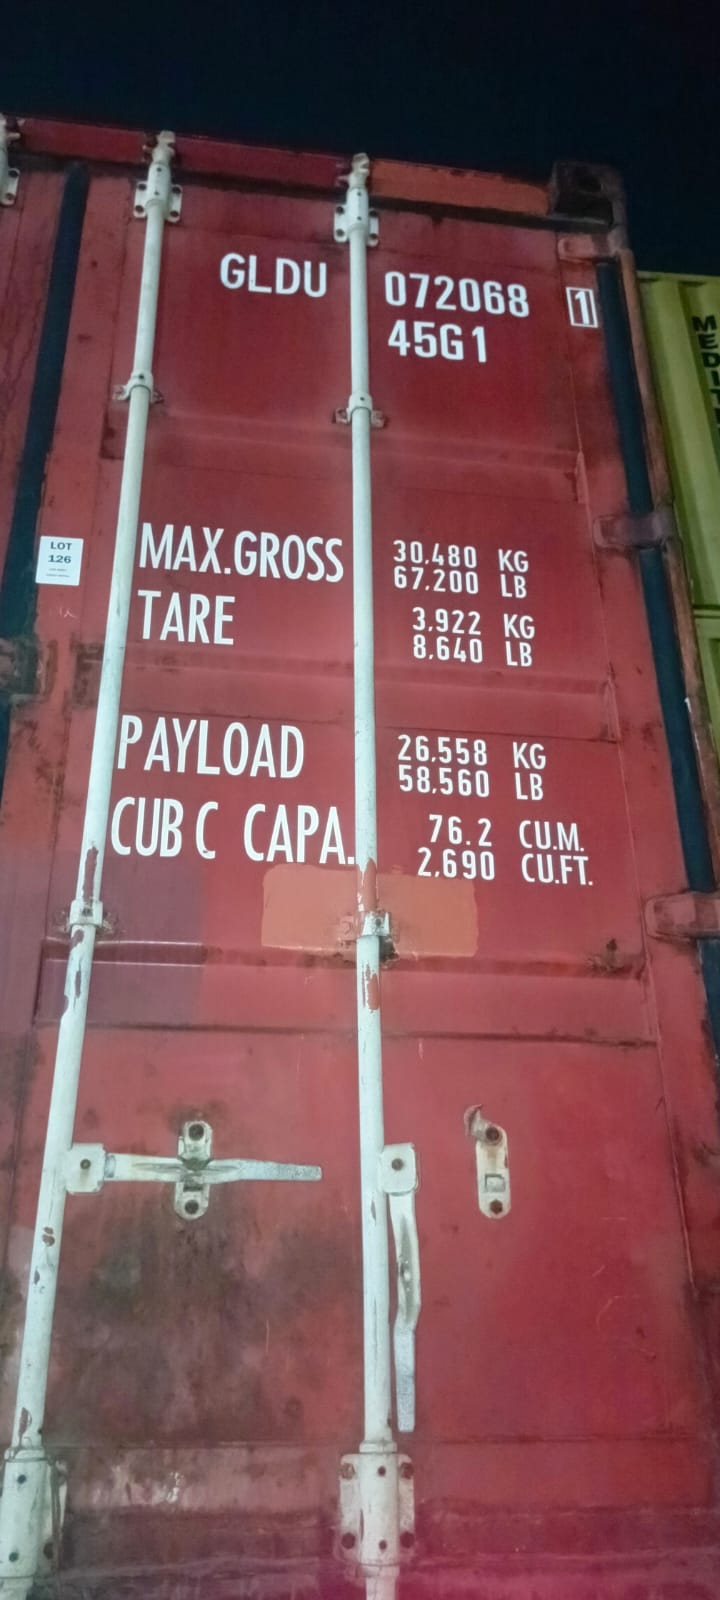 GLDU 072068 1
45G1
LOT
126
MAX.GROSS 30,480 KG
67,200 LB
TARE 3,922 KG
8,640 LB
PAYLOAD 26,558 KG
58,560 LB
CUB C CAPA. 76.2 CU.M.
2,690 CU.FT.
MEDIT